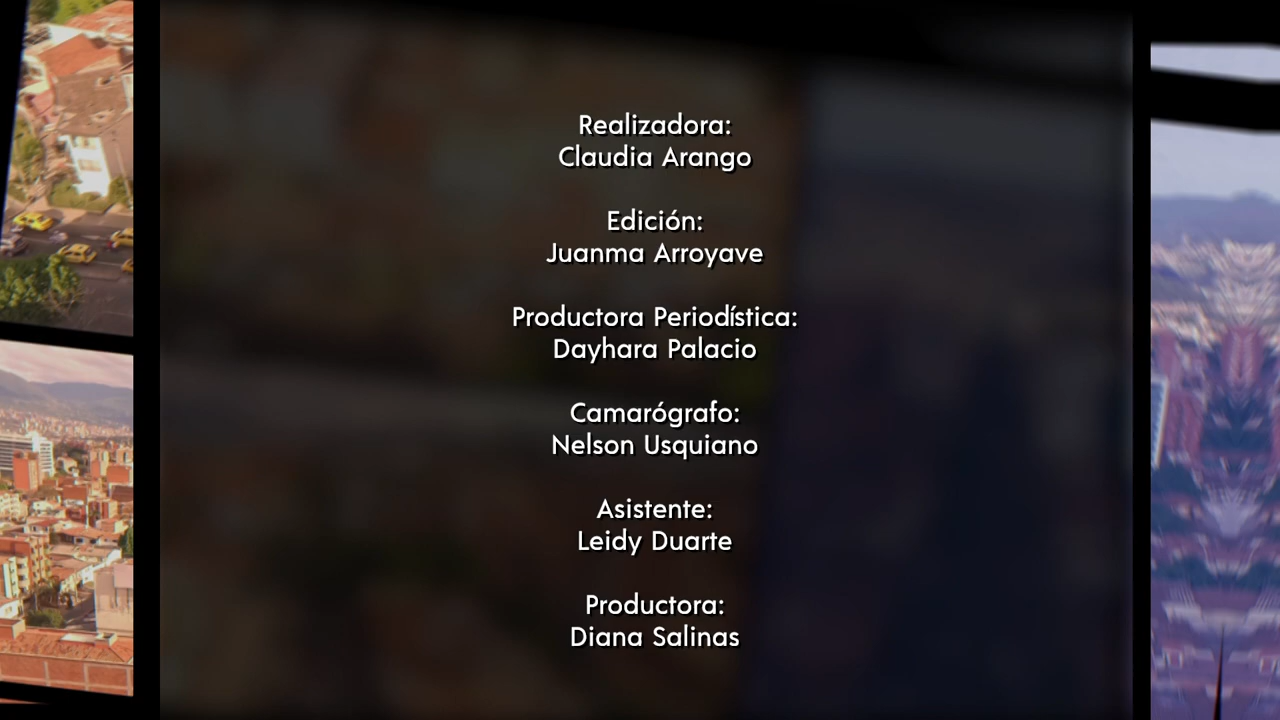 Realizadora:
Claudia Arango
Edición:
Juanma Arroyave
Productora Periodística:
Dayhara Palacio
Camarógrafo:
Nelson Usquiano
Asistente:
Leidy Duarte
Productora:
Diana Salinas